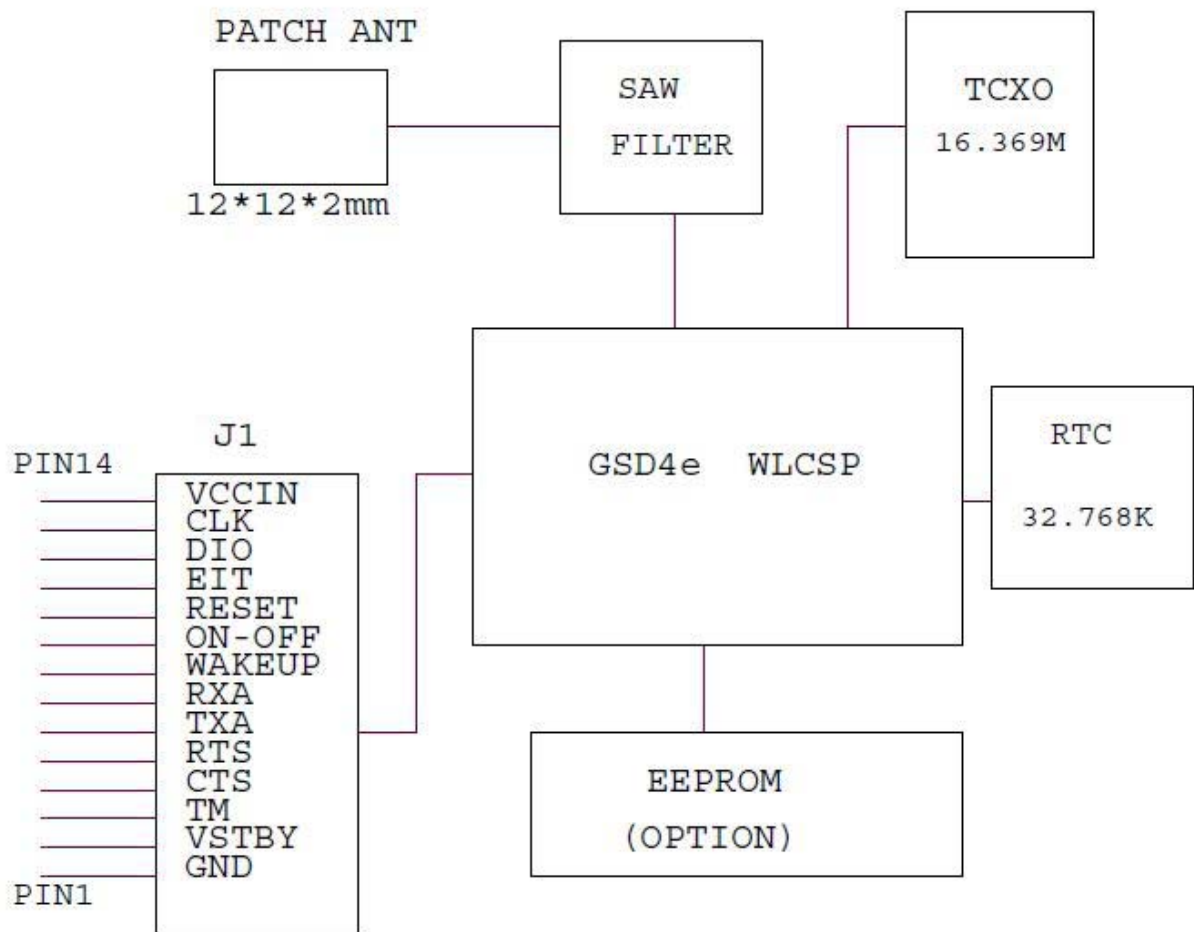 PATCH ANT
12*12*2mm
SAW
FILTER
TCXO
16.369M
GSD4e WLCSP
RTC
32.768K
J1
PIN14
VCCIN
CLK
DIO
EIT
RESET
ON-OFF
WAKEUP
RXA
TXA
RTS
CTS
TM
VSTBY
GND
PIN1
EEPROM
(OPTION)